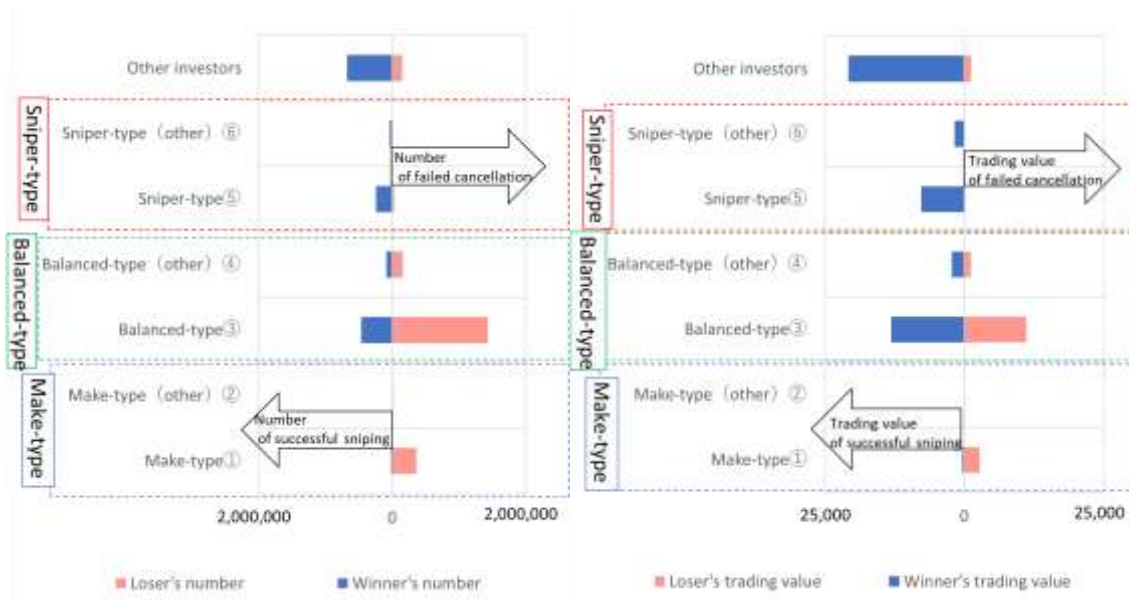 Other investors
Sniper-type
Sniper-type（other）⑥
Number
of failed cancellation
Sniper-type⑤
Balanced-type
Balanced-type（other）④
Balanced-type③
Make-type
Make-type（other）②
Number
of successful sniping
Make-type①
2,000,000
0
2,000,000
Loser's number
Winner's number
Other investors
Sniper-type
Sniper-type（other）⑥
Trading value
of failed cancellation
Sniper-type⑤
Balanced-type
Balanced-type（other）④
Balanced-type③
Make-type
Make-type（other）②
Trading value
of successful sniping
Make-type①
25,000
0
25,000
Loser's trading value
Winner's trading value